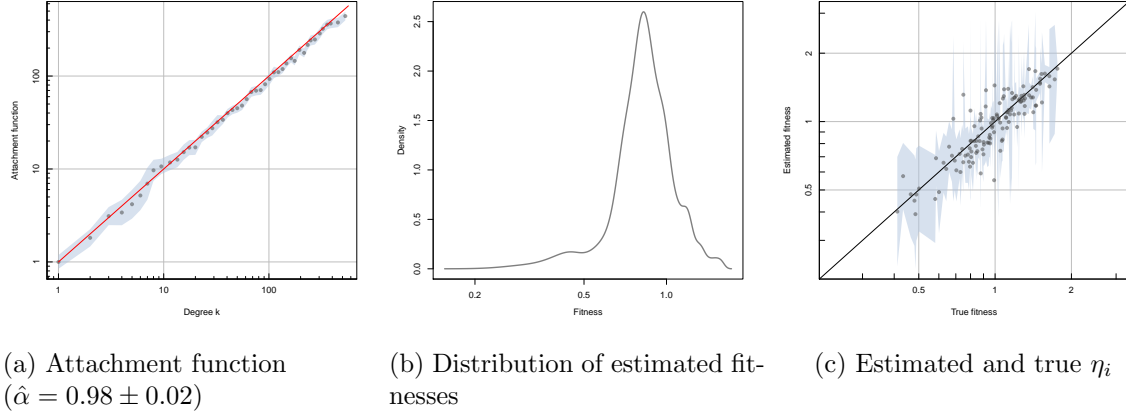 Attachment function
100
10
1
1
10
100
Degree k
Density
2.5
2.0
1.5
1.0
0.5
0.0
0.2
0.5
1.0
Fitness
Estimated fitness
2
1
0.5
0.5
1
2
True fitness
(a) Attachment function
(α̂ = 0.98 ± 0.02)
(b) Distribution of estimated fit-
nesses
(c) Estimated and true ηi